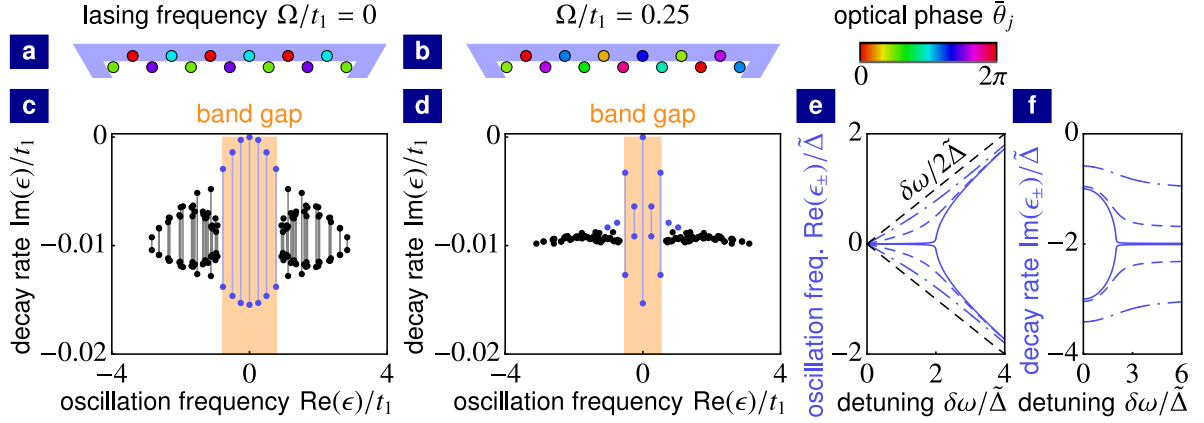 lasing frequency Ω/t₁ = 0
Ω/t₁ = 0.25
optical phase θ̄ⱼ
a
b
0
2π
c
band gap
decay rate Im(ϵ)/t₁
0
−0.01
−0.02
−4
0
4
oscillation frequency Re(ϵ)/t₁
d
band gap
decay rate Im(ϵ)/t₁
0
−0.01
−0.02
−4
0
4
oscillation frequency Re(ϵ)/t₁
e
oscillation freq. Re(ϵ±)/Δ̃
2
0
−2
δω/2Δ̃
0
2
4
detuning δω/Δ̃
f
decay rate Im(ϵ±)/Δ̃
0
−2
−4
0
3
6
detuning δω/Δ̃